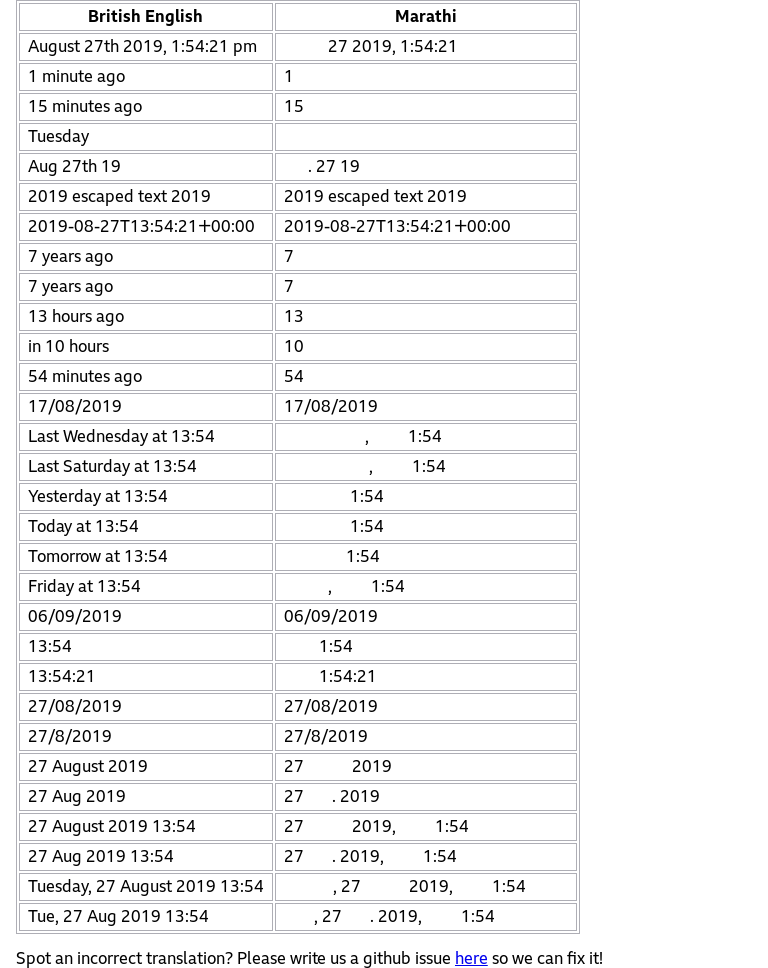 British English Marathi
August 27th 2019, 1:54:21 pm 27 2019, 1:54:21
1 minute ago 1
15 minutes ago 15
Tuesday
Aug 27th 19 . 27 19
2019 escaped text 2019 2019 escaped text 2019
2019-08-27T13:54:21+00:00 2019-08-27T13:54:21+00:00
7 years ago 7
7 years ago 7
13 hours ago 13
in 10 hours 10
54 minutes ago 54
17/08/2019 17/08/2019
Last Wednesday at 13:54 , 1:54
Last Saturday at 13:54 , 1:54
Yesterday at 13:54 1:54
Today at 13:54 1:54
Tomorrow at 13:54 1:54
Friday at 13:54 , 1:54
06/09/2019 06/09/2019
13:54 1:54
13:54:21 1:54:21
27/08/2019 27/08/2019
27/8/2019 27/8/2019
27 August 2019 27 2019
27 Aug 2019 27 . 2019
27 August 2019 13:54 27 2019, 1:54
27 Aug 2019 13:54 27 . 2019, 1:54
Tuesday, 27 August 2019 13:54 , 27 2019, 1:54
Tue, 27 Aug 2019 13:54 , 27 . 2019, 1:54
Spot an incorrect translation? Please write us a github issue here so we can fix it!